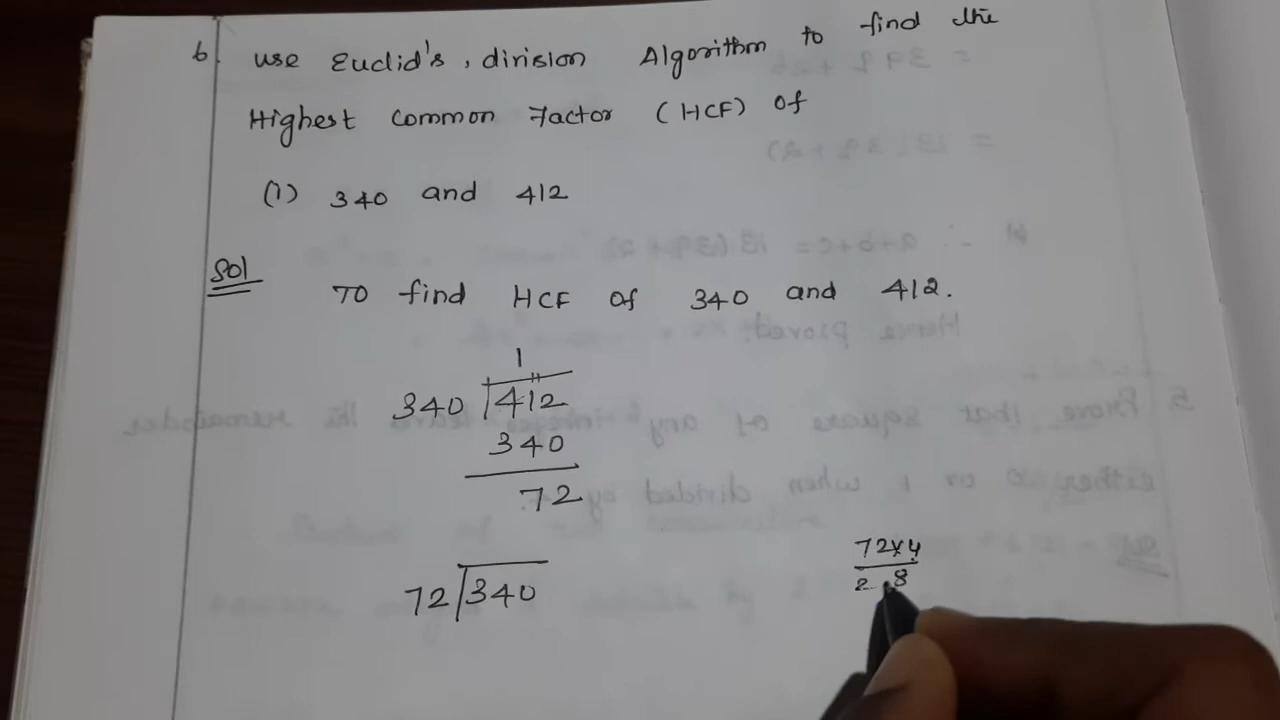 6. use Euclid's, division Algorithm to find the
Highest common Factor (HCF) of
(1) 340 and 412
Sol
To find HCF of 340 and 412.
1
340 412
340
72
72 340
72x4
2 8